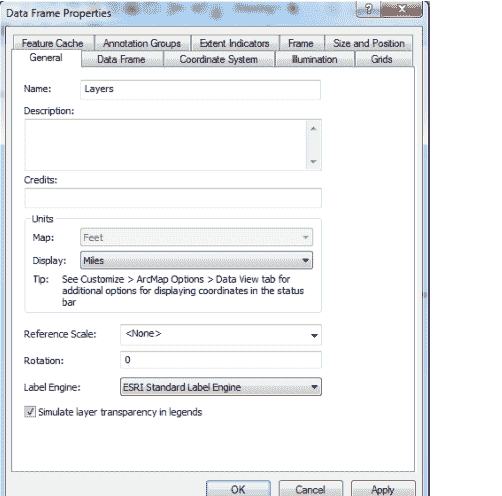 Data Frame Properties
?
X
Feature Cache
Annotation Groups
Extent Indicators
Frame
Size and Position
General
Data Frame
Coordinate System
Illumination
Grids
Name:
Layers
Description:
Credits:
Units
Map:
Feet
Display:
Miles
Tip:
See Customize > ArcMap Options > Data View tab for
additional options for displaying coordinates in the status
bar
Reference Scale:
<None>
Rotation:
0
Label Engine:
ESRI Standard Label Engine
Simulate layer transparency in legends
OK
Cancel
Apply